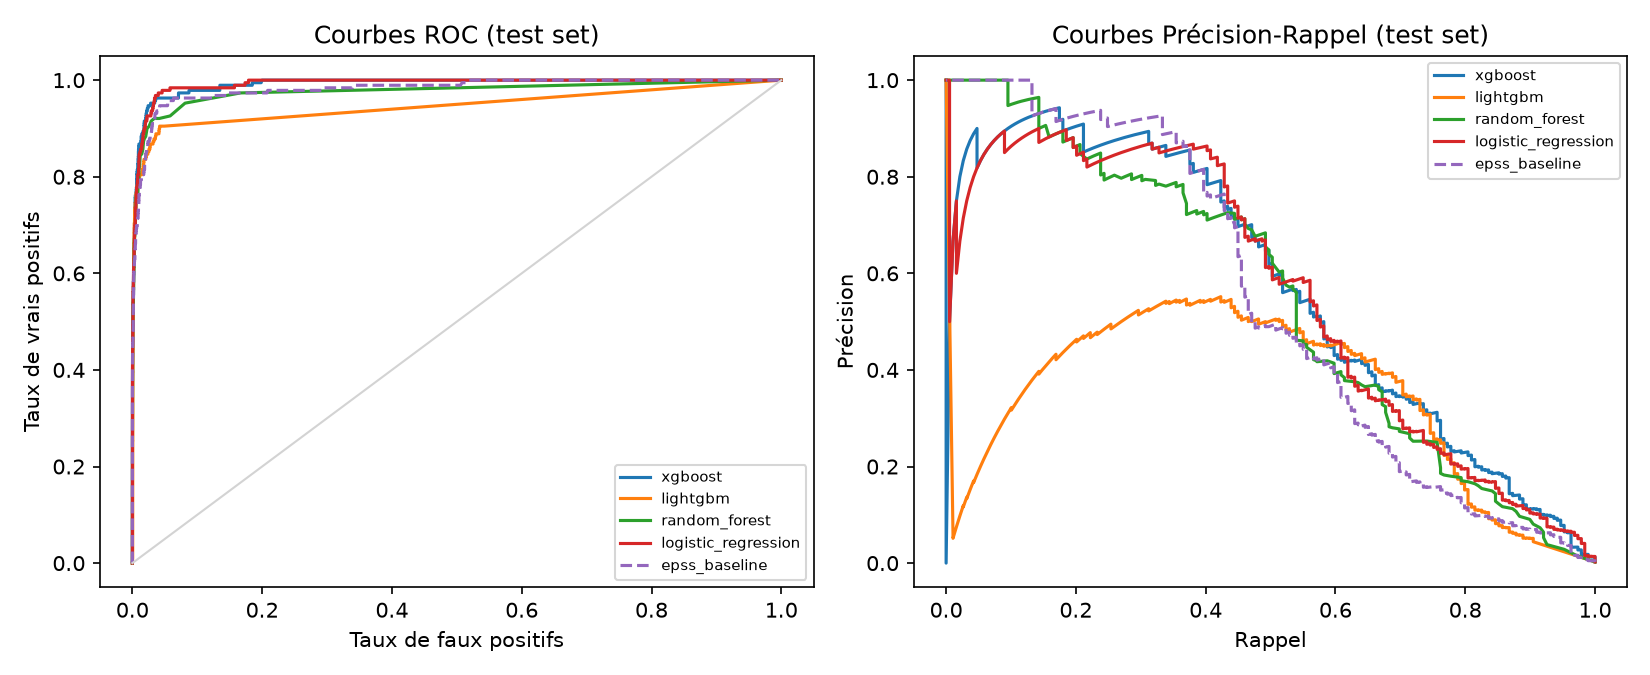 Courbes ROC (test set)
Taux de vrais positifs
1.0
0.8
0.6
0.4
0.2
0.0
0.0 0.2 0.4 0.6 0.8 1.0
Taux de faux positifs
xgboost
lightgbm
random_forest
logistic_regression
epss_baseline
Courbes Précision-Rappel (test set)
Précision
1.0
0.8
0.6
0.4
0.2
0.0
0.0 0.2 0.4 0.6 0.8 1.0
Rappel
xgboost
lightgbm
random_forest
logistic_regression
epss_baseline